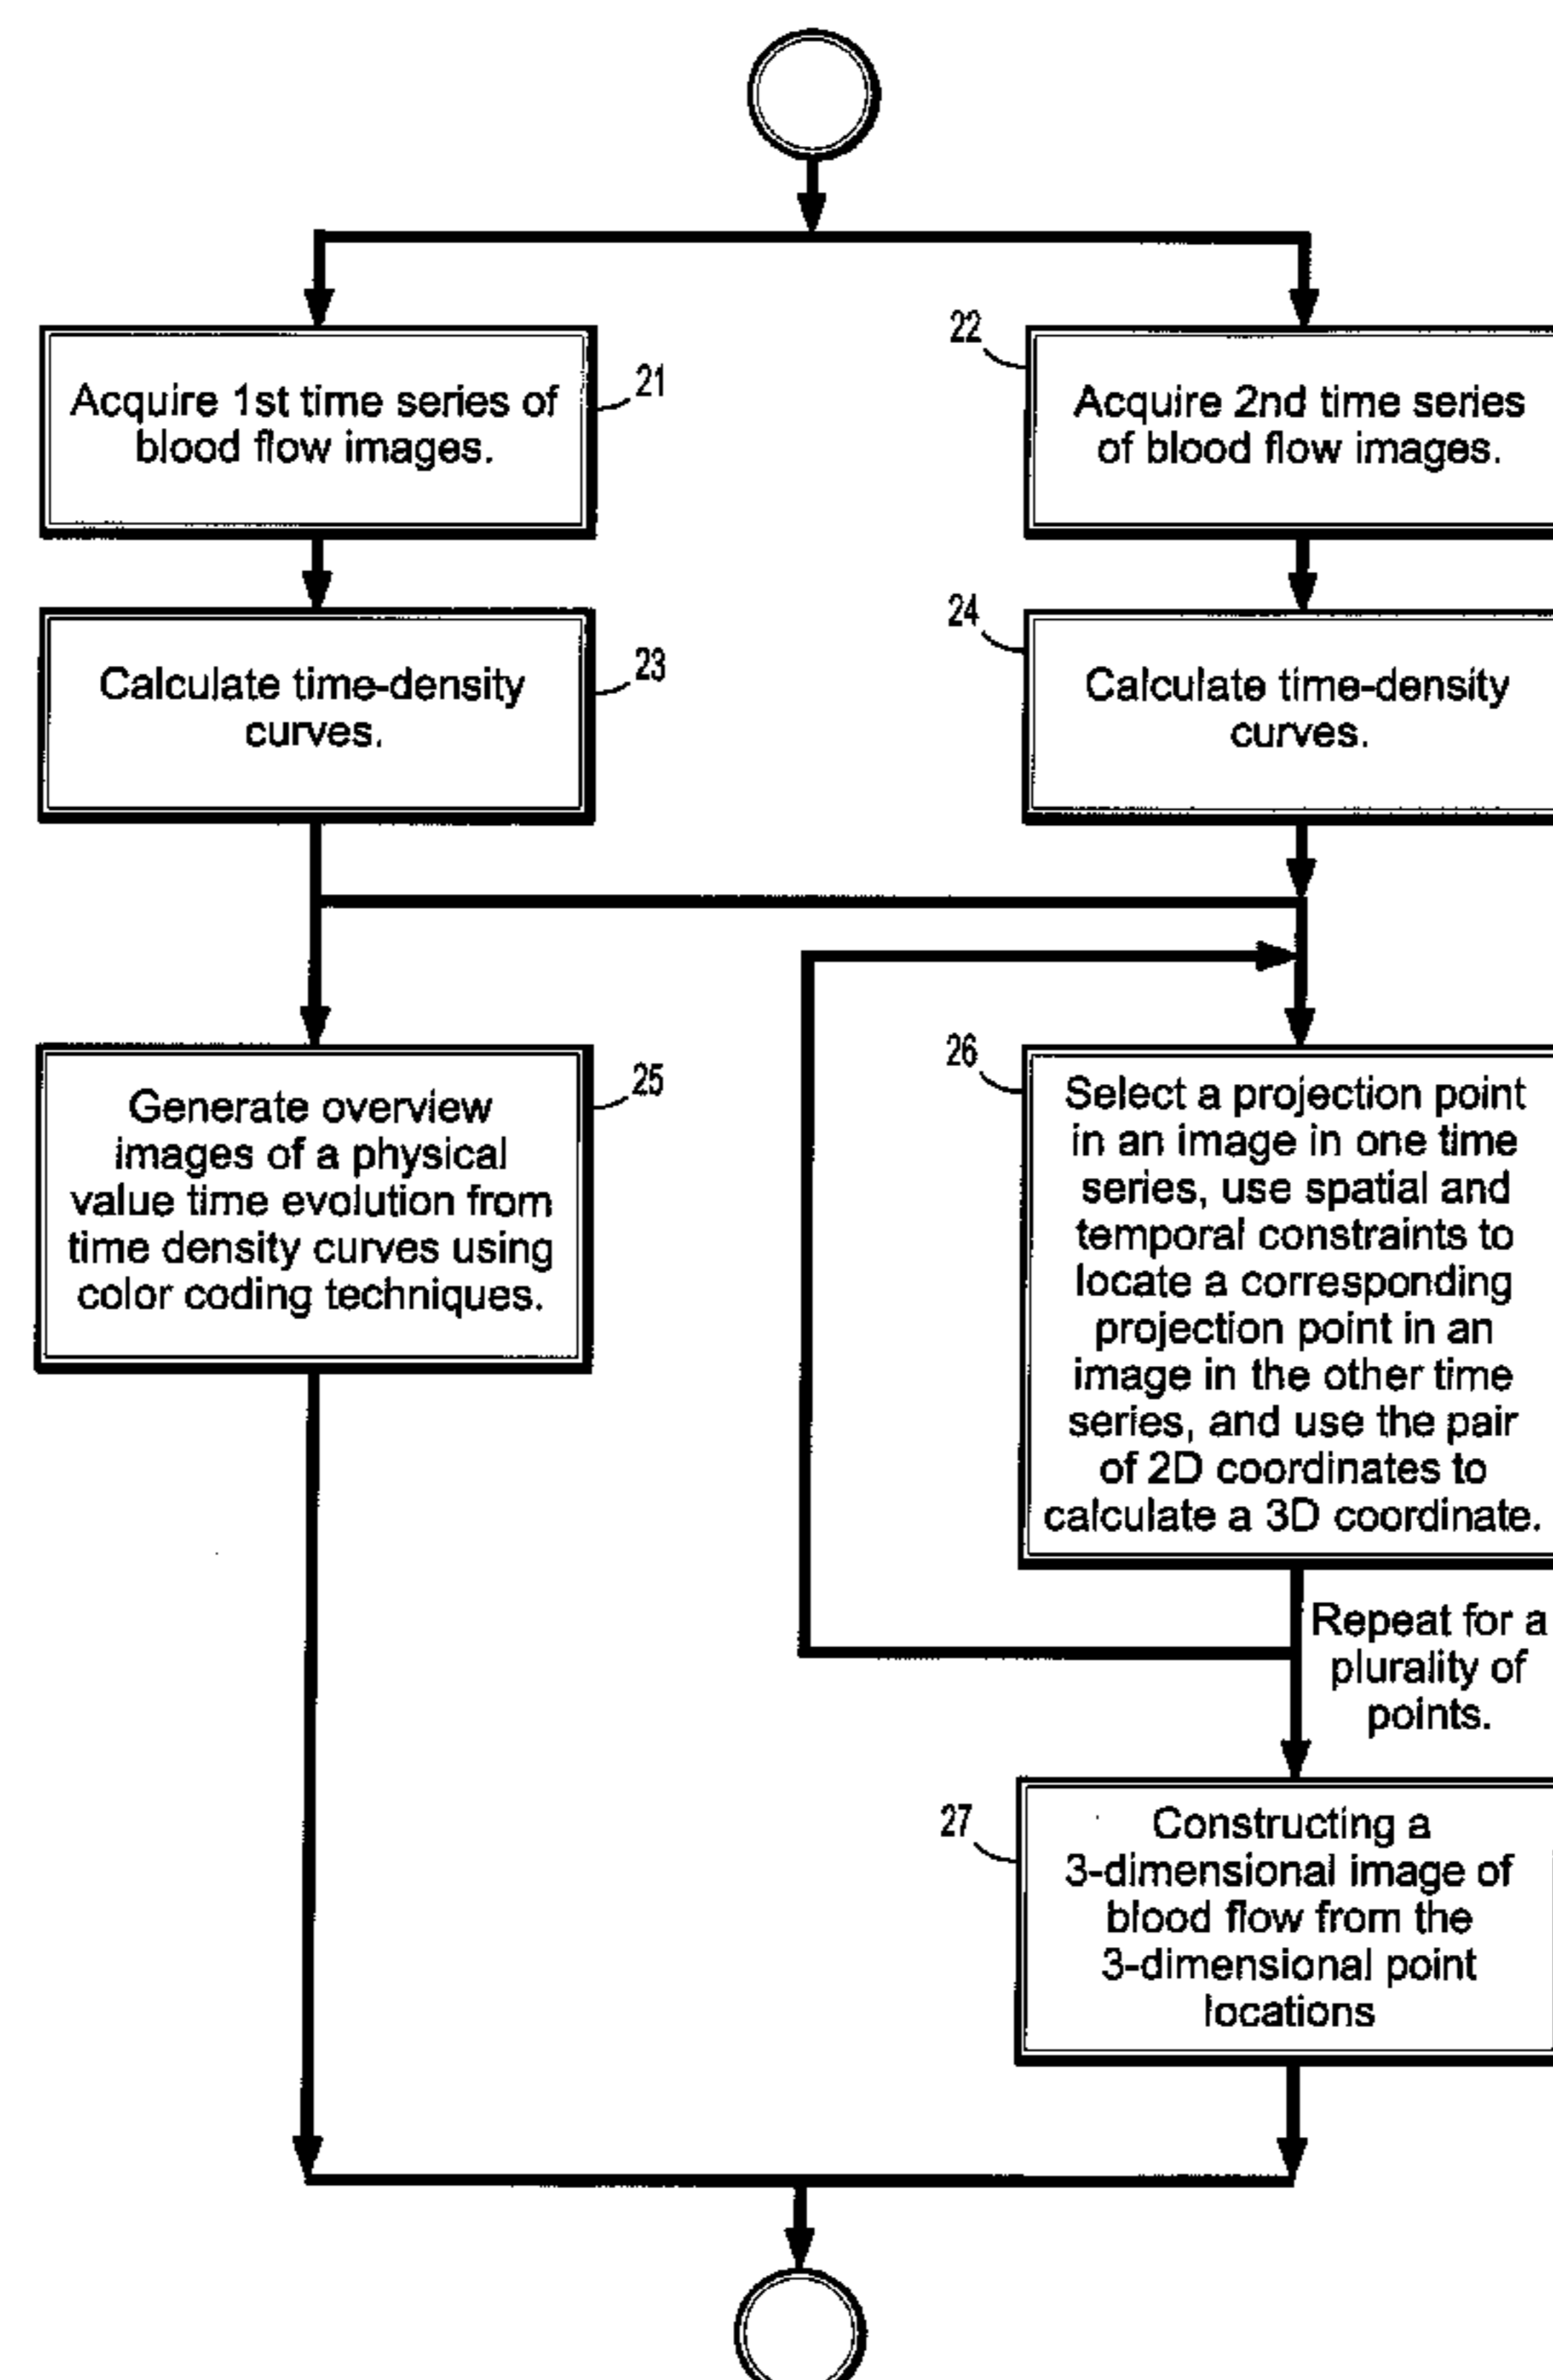 Acquire 1st time series of
blood flow images.
21
22
Acquire 2nd time series
of blood flow images.
Calculate time-density
curves.
23
24
Calculate time-density
curves.
Generate overview
images of a physical
value time evolution from
time density curves using
color coding techniques.
25
26
Select a projection point
in an image in one time
series, use spatial and
temporal constraints to
locate a corresponding
projection point in an
image in the other time
series, and use the pair
of 2D coordinates to
calculate a 3D coordinate.
Repeat for a
plurality of
points.
27
Constructing a
3-dimensional image of
blood flow from the
3-dimensional point
locations